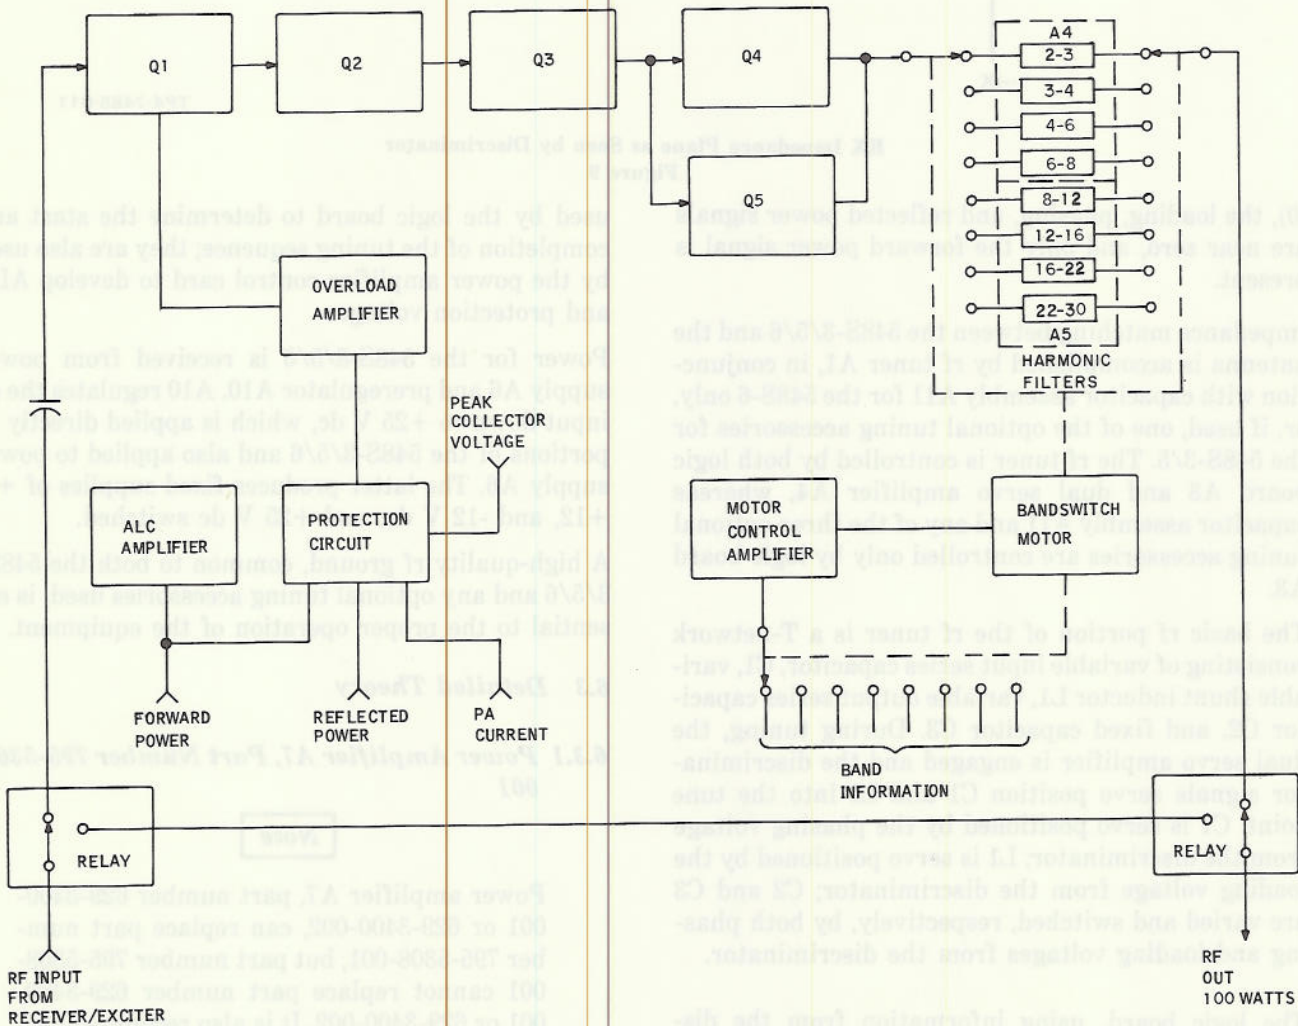 Q1
Q2
Q3
Q4
Q5
A4
2-3
3-4
4-6
6-8
8-12
12-16
16-22
22-30
A5
HARMONIC
FILTERS
OVERLOAD
AMPLIFIER
PEAK
COLLECTOR
VOLTAGE
ALC
AMPLIFIER
PROTECTION
CIRCUIT
MOTOR
CONTROL
AMPLIFIER
BANDSWITCH
MOTOR
FORWARD
POWER
REFLECTED
POWER
PA
CURRENT
BAND
INFORMATION
RELAY
RELAY
RF INPUT
FROM
RECEIVER/EXCITER
RF
OUT
100 WATTS